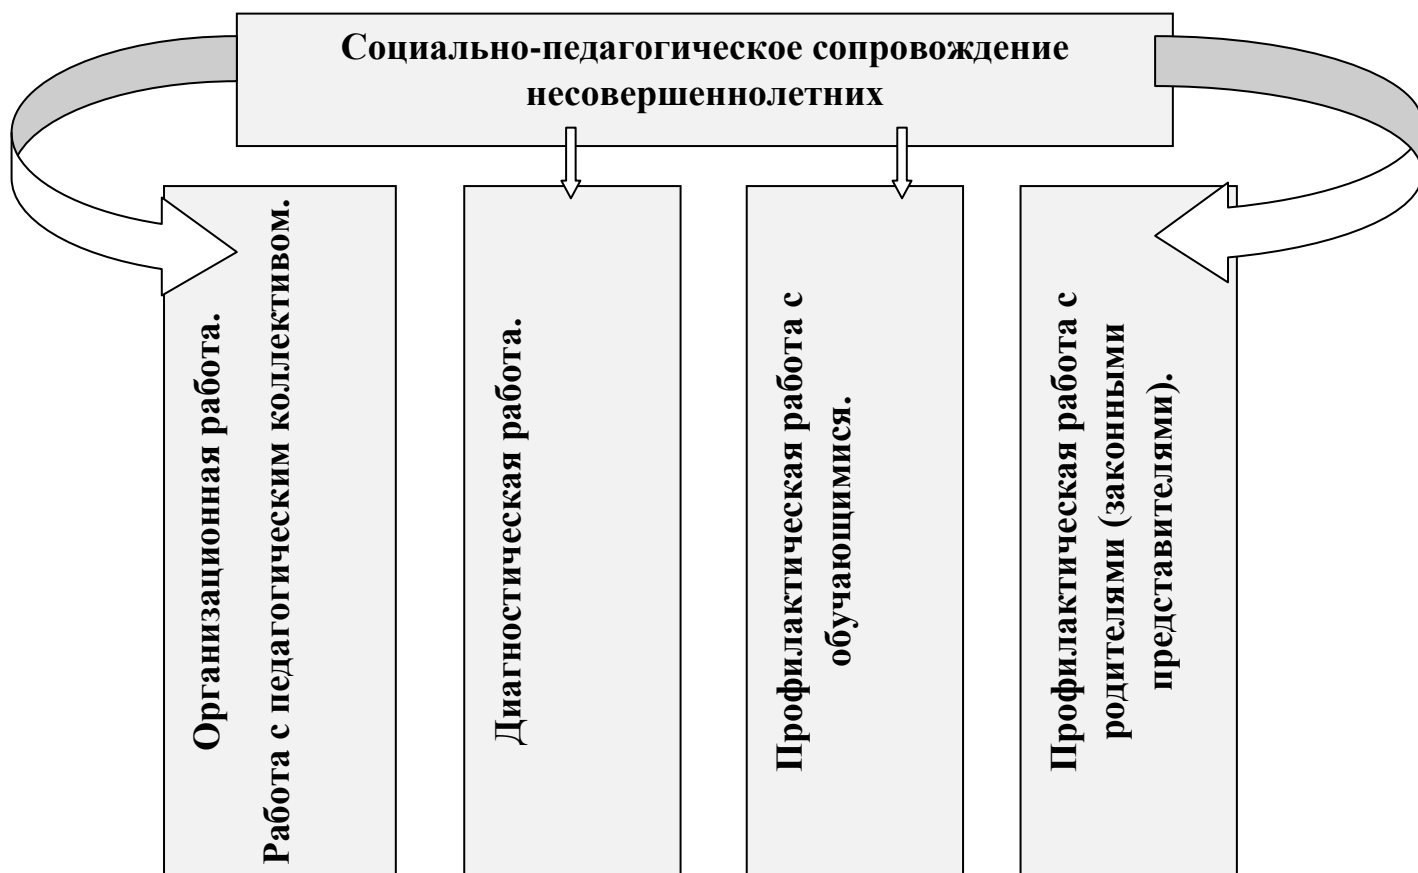 Социально-педагогическое сопровождение
несовершеннолетних
Организационная работа.
Работа с педагогическим коллективом.
Диагностическая работа.
Профилактическая работа с
обучающимися.
Профилактическая работа с
родителями (законными
представителями).